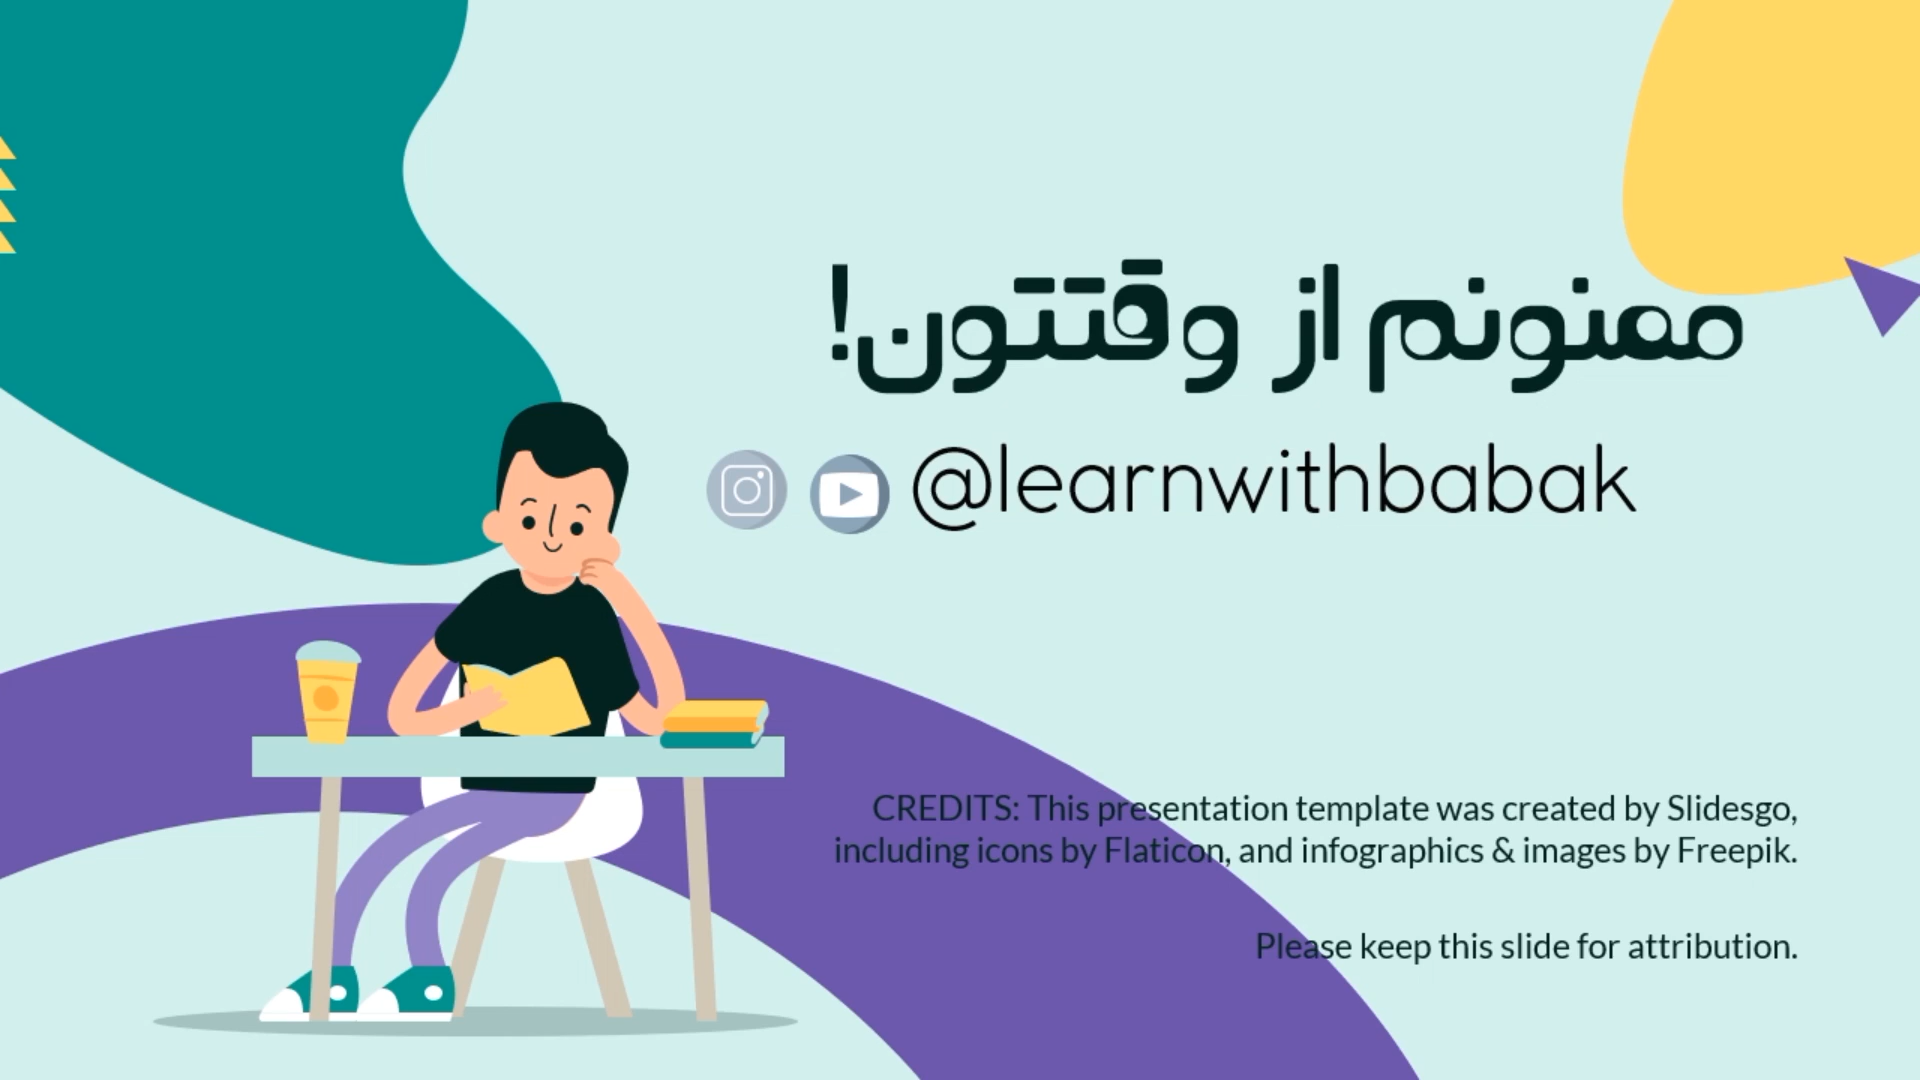 ممنونم از وقتتون!
@learnwithbabak
CREDITS: This presentation template was created by Slidesgo,
including icons by Flaticon, and infographics & images by Freepik.
Please keep this slide for attribution.